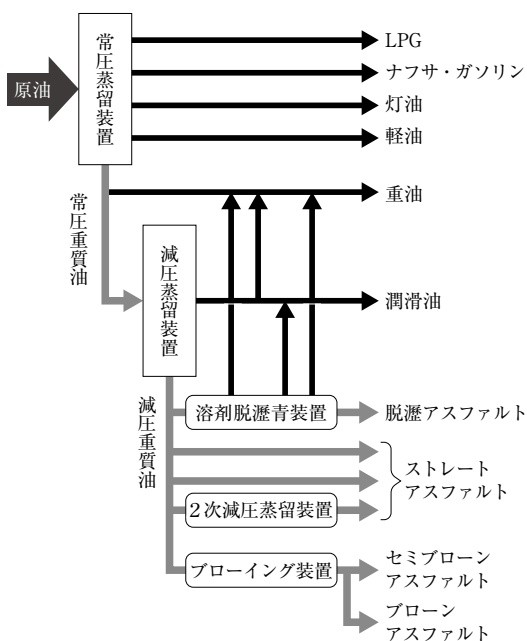 原油
常圧蒸留装置
LPG
ナフサ・ガソリン
灯油
軽油
重油
常圧重質油
減圧蒸留装置
潤滑油
減圧重質油
溶剤脱瀝青装置
脱瀝アスファルト
ストレート
アスファルト
2次減圧蒸留装置
ブローイング装置
セミブローン
アスファルト
ブローン
アスファルト